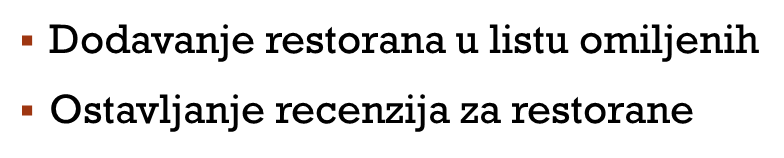 ▪ Dodavanje restorana u listu omiljenih
▪ Ostavljanje recenzija za restorane